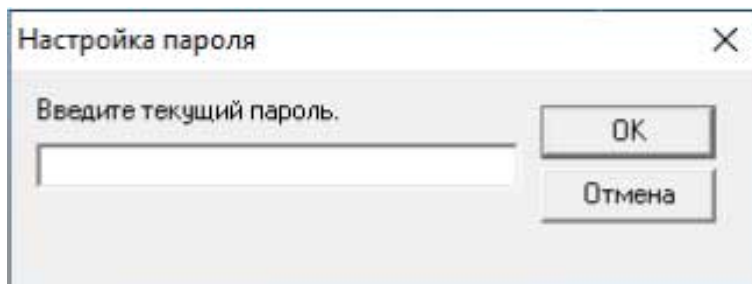 Настройка пароля
Введите текущий пароль.
OK
Отмена